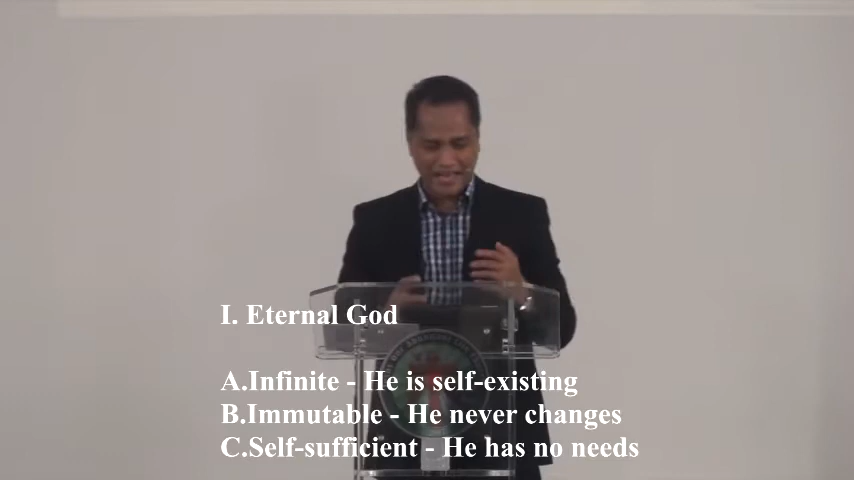 I. Eternal God
A.Infinite - He is self-existing
B.Immutable - He never changes
C.Self-sufficient - He has no needs